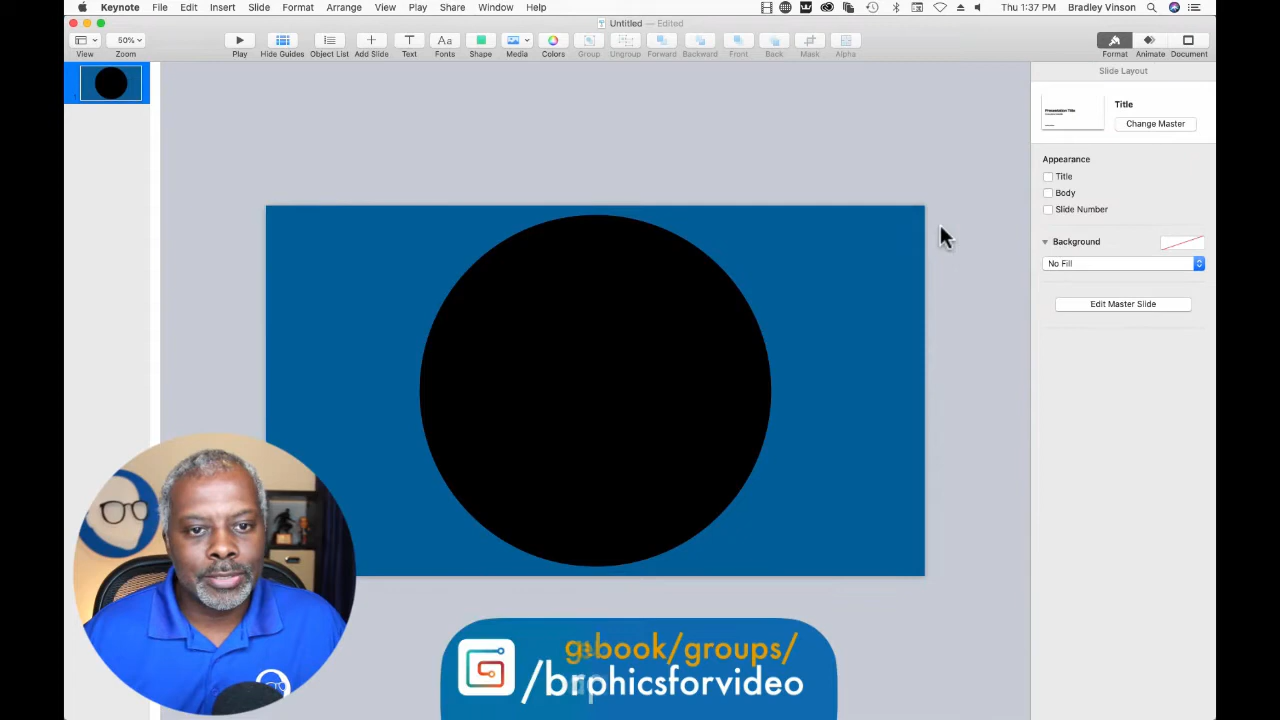 Keynote File Edit Insert Slide Format Arrange View Play Share Window Help Thu 1:37 PM Bradley Vinson
Untitled — Edited
50%
View Zoom Play Hide Guides Object List Add Slide Text Fonts Shape Media Colors Group Ungroup Forward Backward Front Back Mask Alpha Format Animate Document
Slide Layout
Title
Change Master
Appearance
Title
Body
Slide Number
Background
No Fill
Edit Master Slide
book/groups/
phicsforvideo